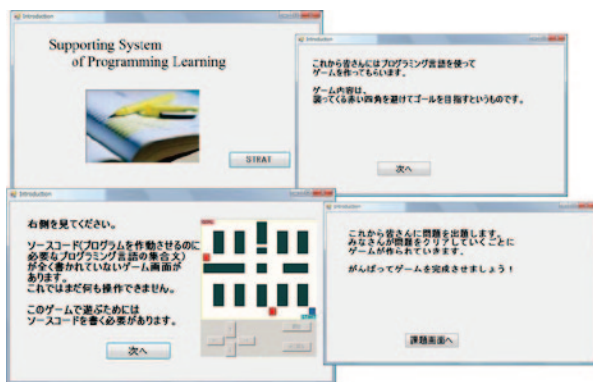 Introduction
Supporting System
of Programming Learning
STRAT
Introduction
これから皆さんにはプログラミング言語を使って
ゲームを作ってもらいます。
ゲーム内容は、
襲ってくる赤い四角を避けてゴールを目指すというものです。
次へ
Introduction
右側を見てください。
ソースコード(プログラムを作動させるのに
必要なプログラミング言語の集合文)
が全く書かれていないゲーム画面が
あります。
これではまだ何も操作できません。
このゲームで遊ぶためには
ソースコードを書く必要があります。
次へ
Introduction
これから皆さんに問題を出題します。
みなさんが問題をクリアしていくごとに
ゲームが作られていきます。
がんばってゲームを完成させましょう！
課題画面へ